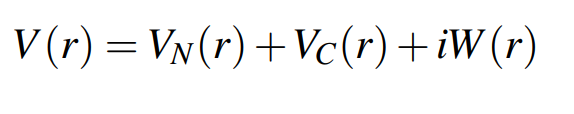 V(r) = V_N(r) + V_C(r) + iW(r)